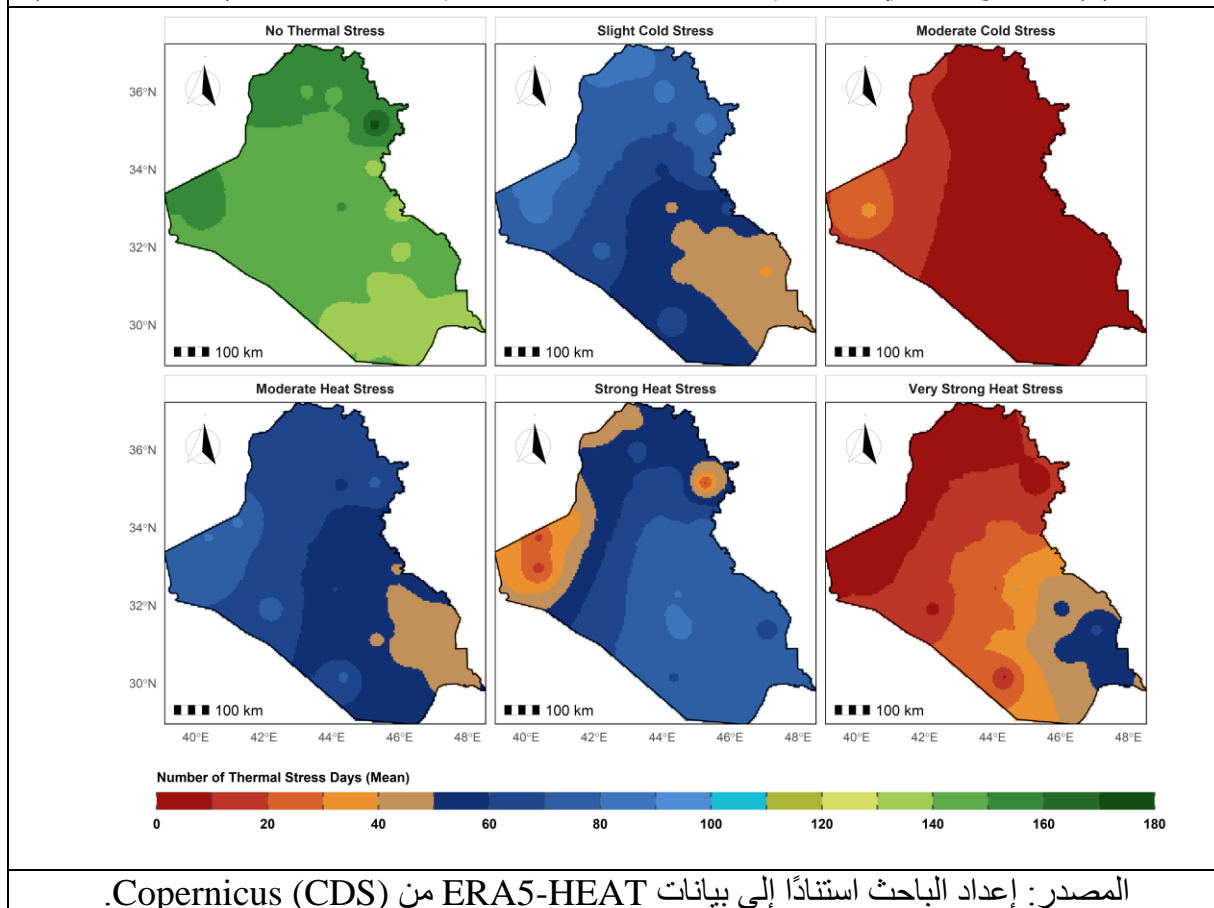 No Thermal Stress
Slight Cold Stress
Moderate Cold Stress
36°N
34°N
32°N
30°N
100 km
100 km
100 km
Moderate Heat Stress
Strong Heat Stress
Very Strong Heat Stress
36°N
34°N
32°N
30°N
100 km
100 km
100 km
40°E 42°E 44°E 46°E 48°E
40°E 42°E 44°E 46°E 48°E
40°E 42°E 44°E 46°E 48°E
Number of Thermal Stress Days (Mean)
0 20 40 60 80 100 120 140 160 180
المصدر: إعداد الباحث استنادًا إلى بيانات ERA5-HEAT من Copernicus (CDS).